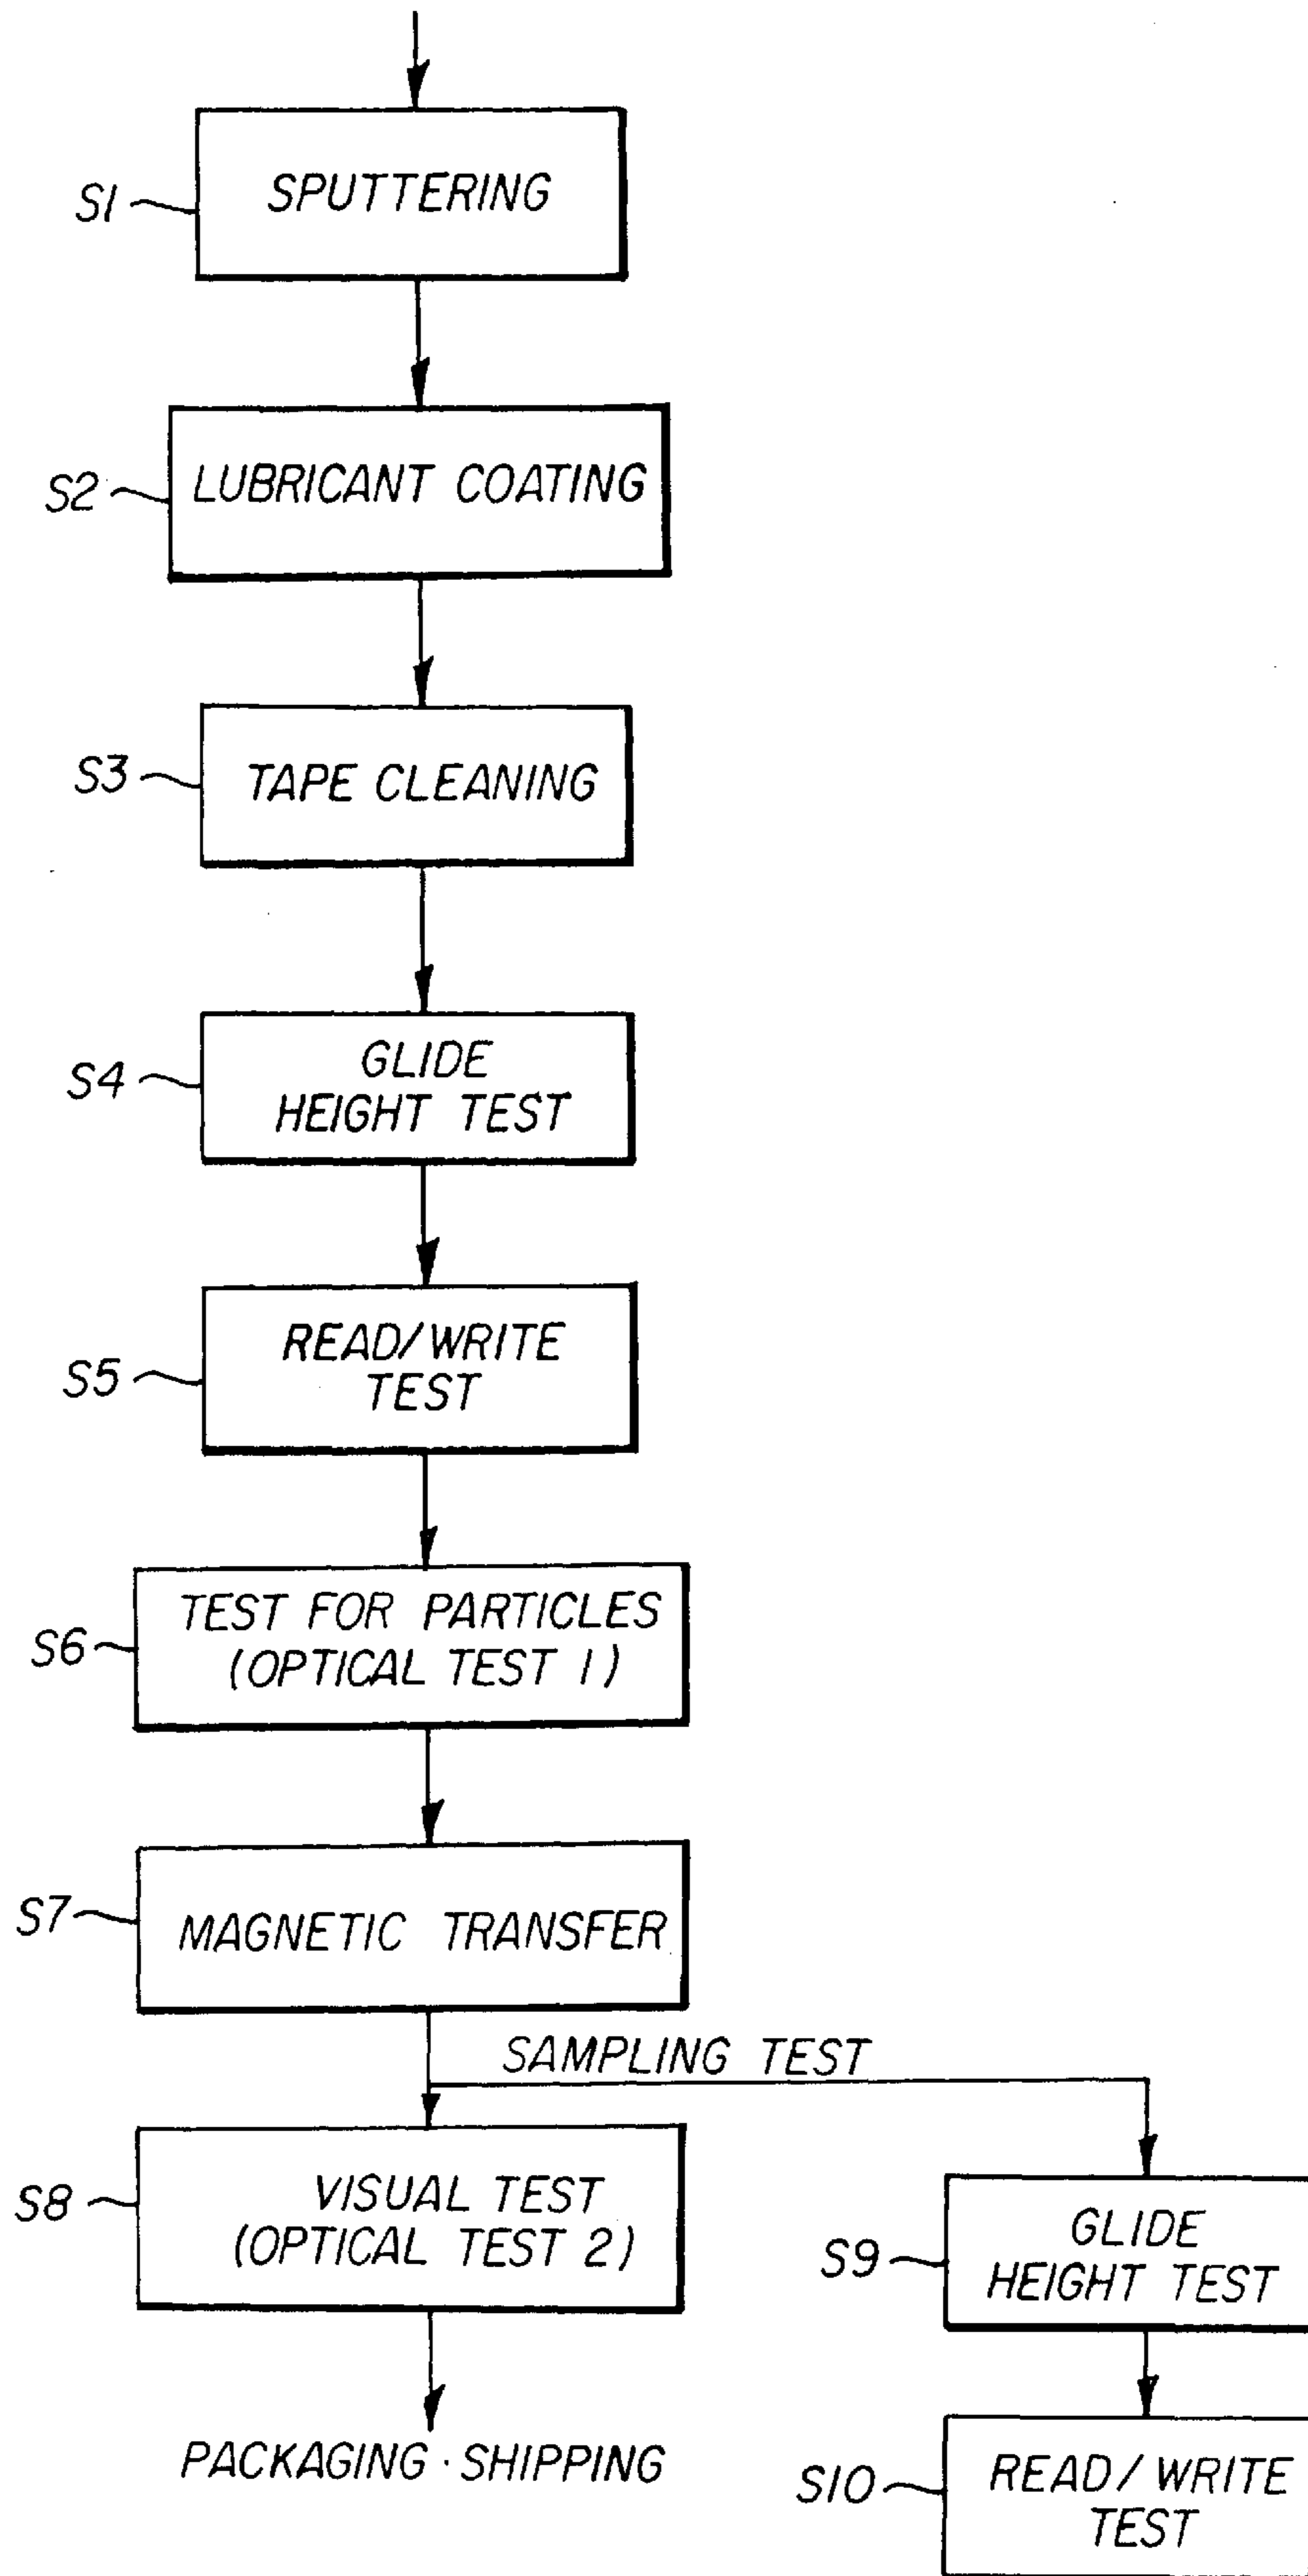 S1
SPUTTERING
S2
LUBRICANT COATING
S3
TAPE CLEANING
S4
GLIDE
HEIGHT TEST
S5
READ/WRITE
TEST
S6
TEST FOR PARTICLES
(OPTICAL TEST 1)
S7
MAGNETIC TRANSFER
SAMPLING TEST
S8
VISUAL TEST
(OPTICAL TEST 2)
PACKAGING · SHIPPING
S9
GLIDE
HEIGHT TEST
S10
READ/WRITE
TEST